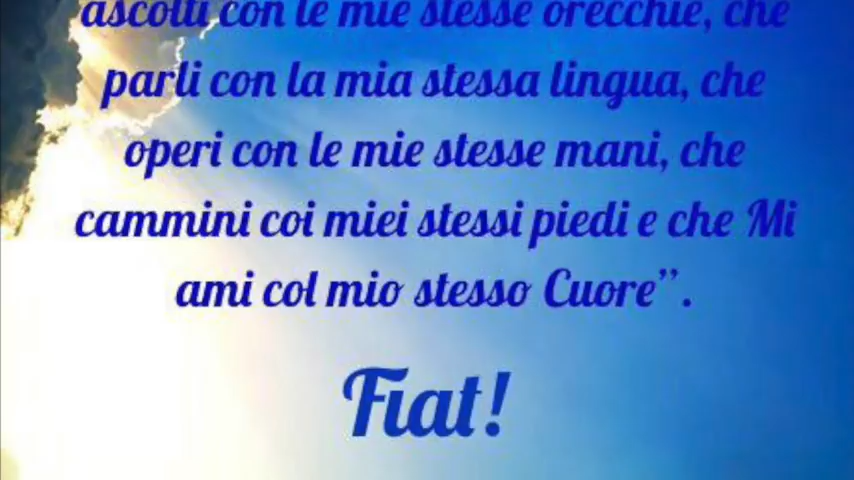 ascolti con le mie stesse orecchie, che
parli con la mia stessa lingua, che
operi con le mie stesse mani, che
cammini coi miei stessi piedi e che Mi
ami col mio stesso Cuore”.
Fiat!